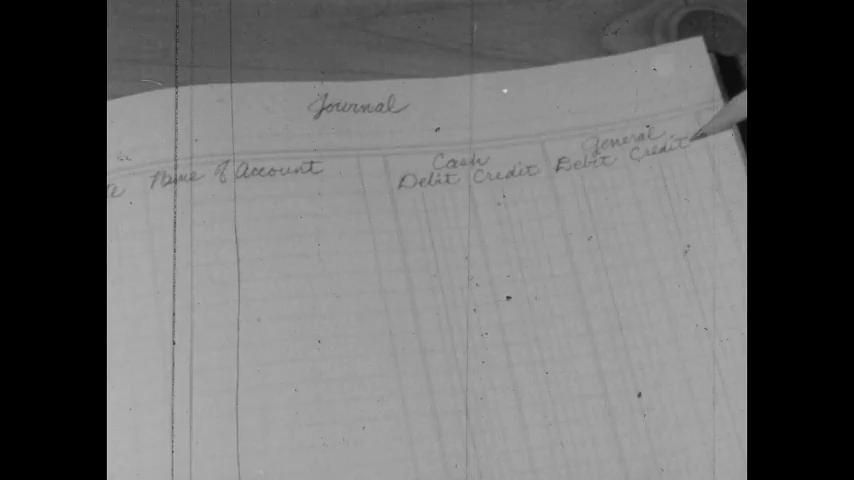 Journal
Name of Account
Cash
Debit Credit
General
Debit Credit